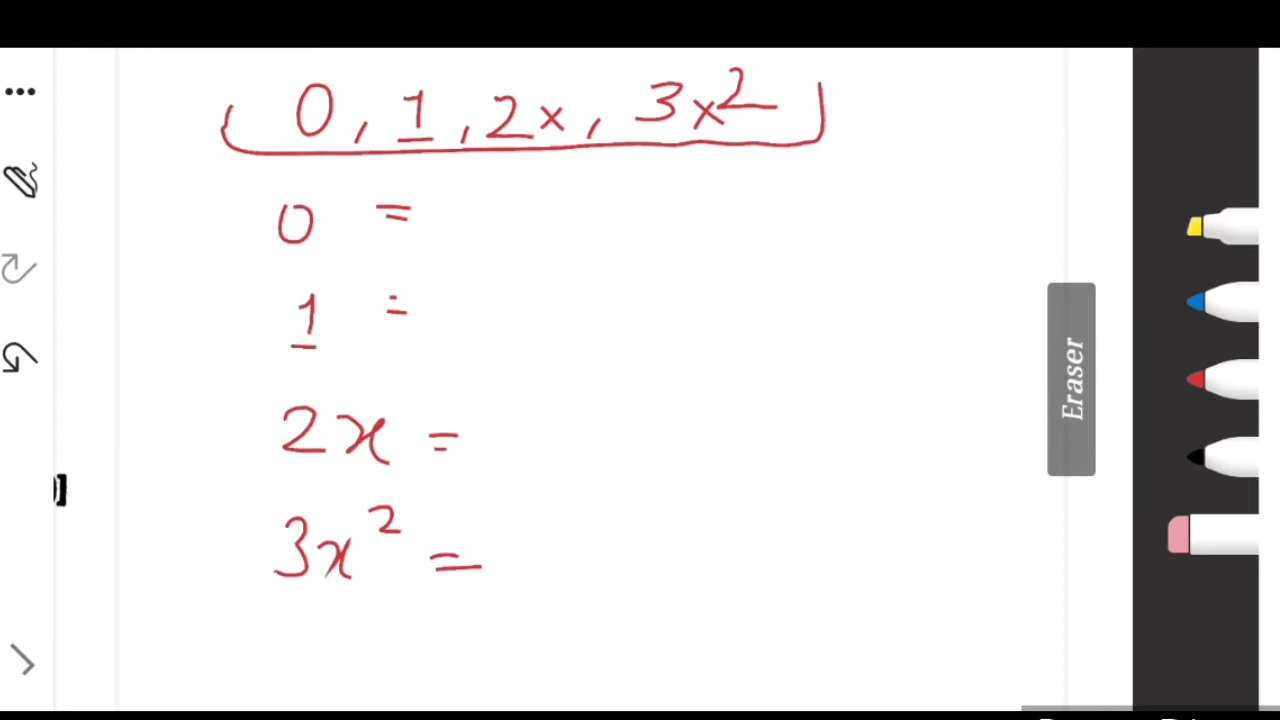 0, 1, 2x, 3x²
0 =
1 =
2x =
3x² =
]
Eraser